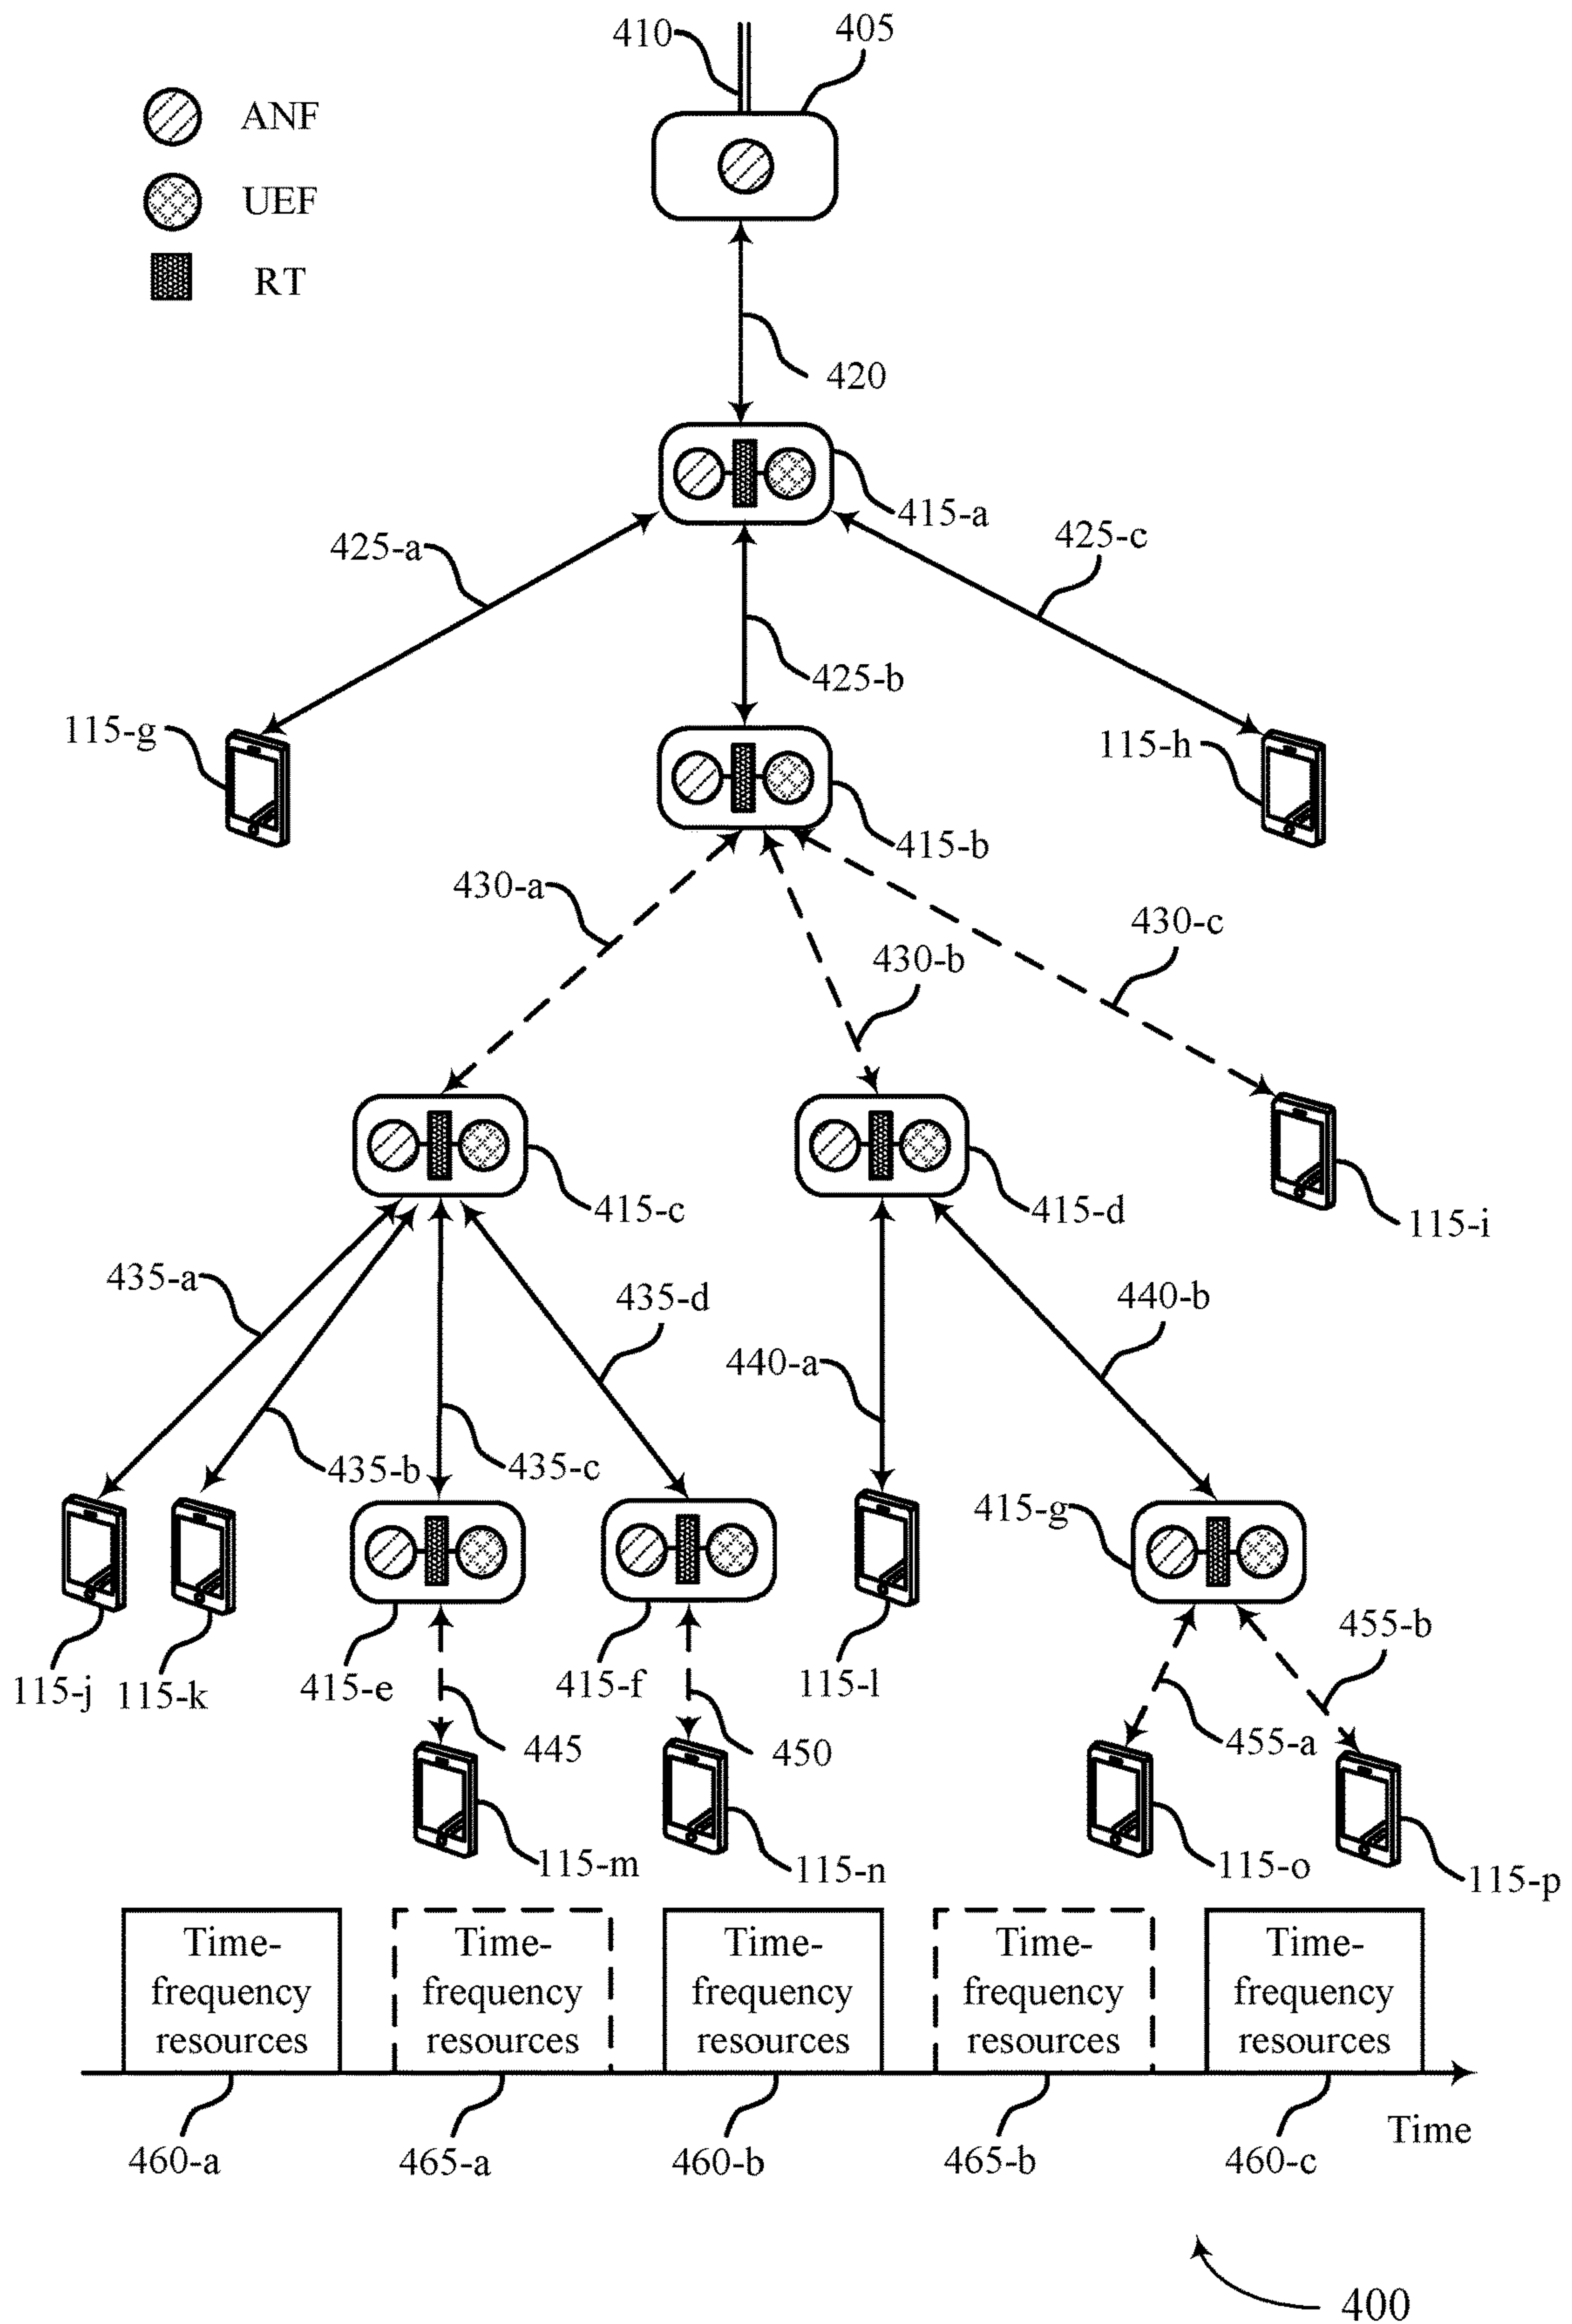 410
405
ANF
UEF
RT
420
415-a
425-a
425-c
425-b
115-g
115-h
415-b
430-a
430-c
430-b
415-c
415-d
115-i
435-a
435-d
440-b
440-a
435-b
435-c
415-g
455-b
115-j
115-k
415-e
415-f
115-l
445
450
455-a
115-m
115-n
115-o
115-p
Time-
frequency
resources
Time-
frequency
resources
Time-
frequency
resources
Time-
frequency
resources
Time-
frequency
resources
Time
460-a
465-a
460-b
465-b
460-c
400